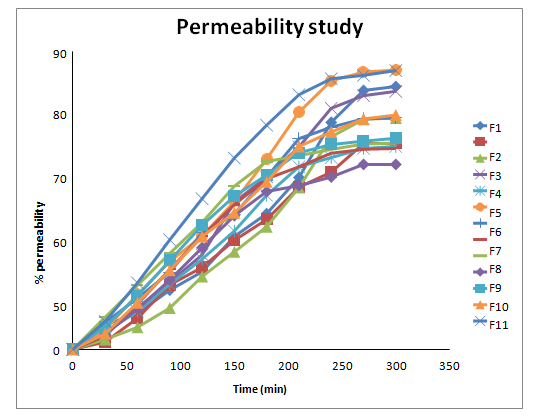 Permeability study
90
80
70
60
50
0
% permeability
0 50 100 150 200 250 300 350
Time (min)
F1
F2
F3
F4
F5
F6
F7
F8
F9
F10
F11